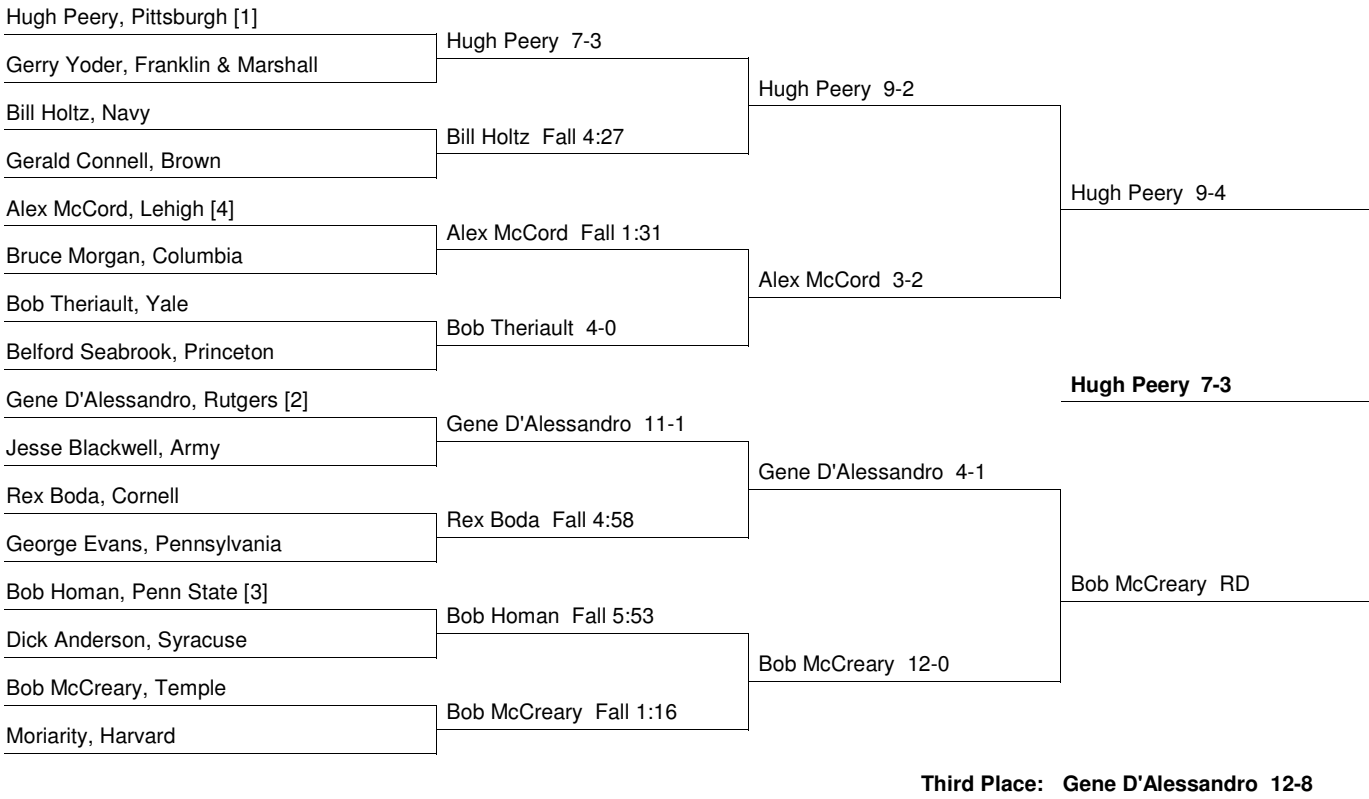 Hugh Peery, Pittsburgh [1]
Gerry Yoder, Franklin & Marshall
Bill Holtz, Navy
Gerald Connell, Brown
Alex McCord, Lehigh [4]
Bruce Morgan, Columbia
Bob Theriault, Yale
Belford Seabrook, Princeton
Gene D'Alessandro, Rutgers [2]
Jesse Blackwell, Army
Rex Boda, Cornell
George Evans, Pennsylvania
Bob Homan, Penn State [3]
Dick Anderson, Syracuse
Bob McCreary, Temple
Moriarity, Harvard
Hugh Peery 7-3
Bill Holtz Fall 4:27
Alex McCord Fall 1:31
Bob Theriault 4-0
Gene D'Alessandro 11-1
Rex Boda Fall 4:58
Bob Homan Fall 5:53
Bob McCreary Fall 1:16
Hugh Peery 9-2
Alex McCord 3-2
Gene D'Alessandro 4-1
Bob McCreary 12-0
Hugh Peery 9-4
Bob McCreary RD
Hugh Peery 7-3
Third Place: Gene D'Alessandro 12-8